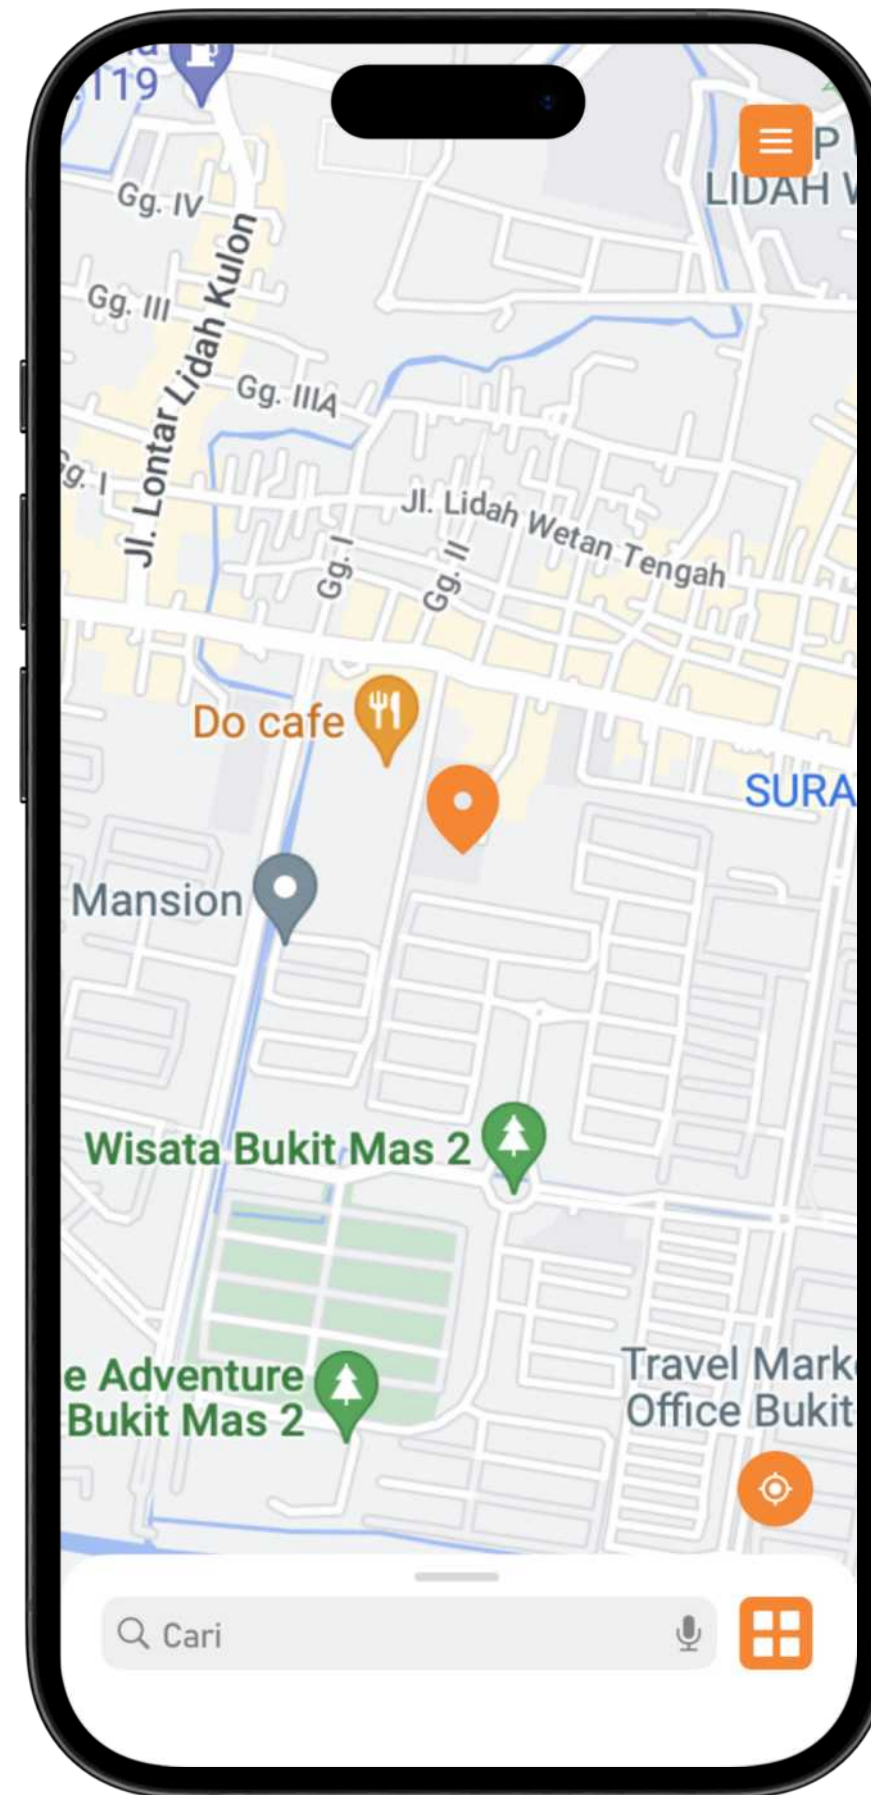 119
P
LIDAH W
Gg. IV
Gg. III
Jl. Lontar Lidah Kulon
Gg. IIIA
Gg. I
Jl. Lidah Wetan Tengah
Gg. I
Gg. II
Do cafe
SURA
Mansion
Wisata Bukit Mas 2
e Adventure
Bukit Mas 2
Travel Mark
Office Bukit
Cari